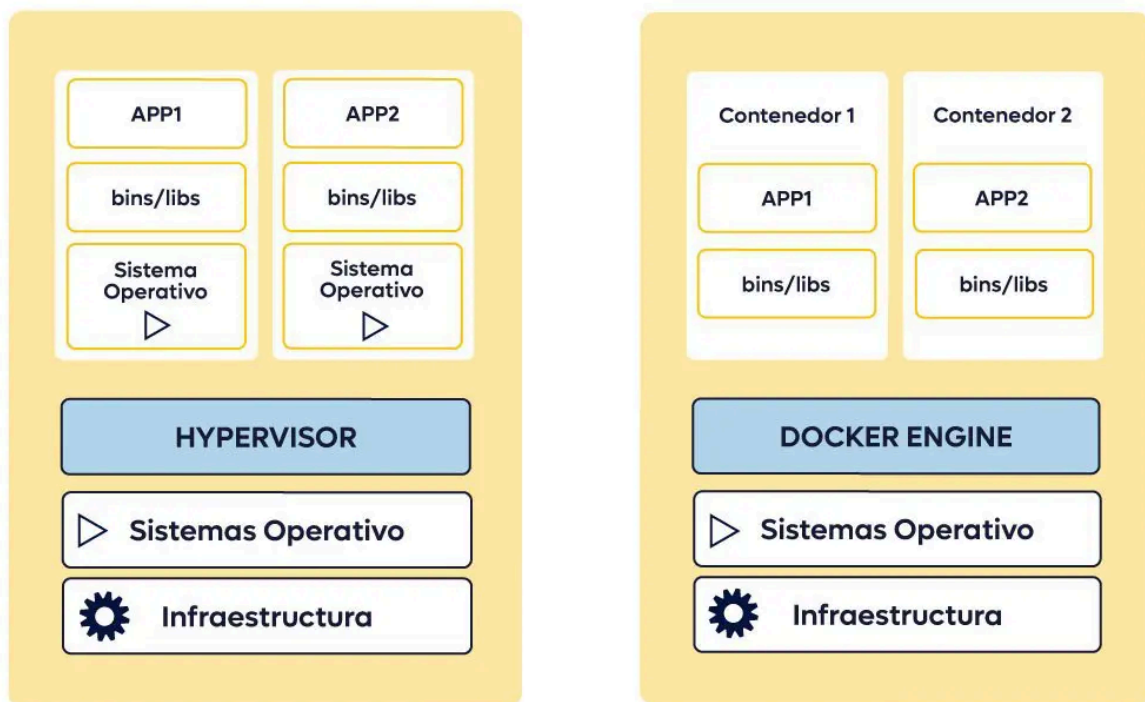 APP1
bins/libs
Sistema
Operativo
APP2
bins/libs
Sistema
Operativo
HYPERVISOR
Sistemas Operativo
Infraestructura
Contenedor 1
APP1
bins/libs
Contenedor 2
APP2
bins/libs
DOCKER ENGINE
Sistemas Operativo
Infraestructura